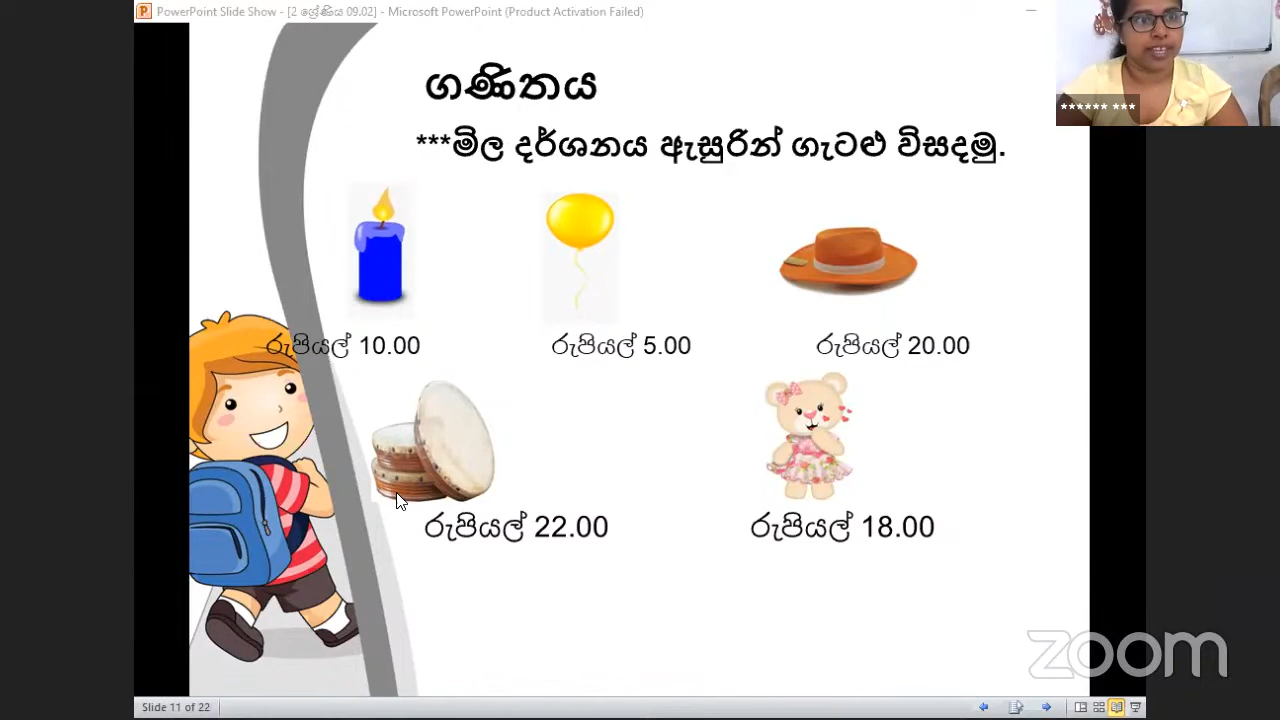 PowerPoint Slide Show - [2 ශ්‍රේණිය 09.02] - Microsoft PowerPoint (Product Activation Failed)
ගණිතය
****** ***
***මිල දර්ශනය ඇසුරින් ගැටළු විසදමු.
රුපියල් 10.00
රුපියල් 5.00
රුපියල් 20.00
රුපියල් 22.00
රුපියල් 18.00
zoom
Slide 11 of 22